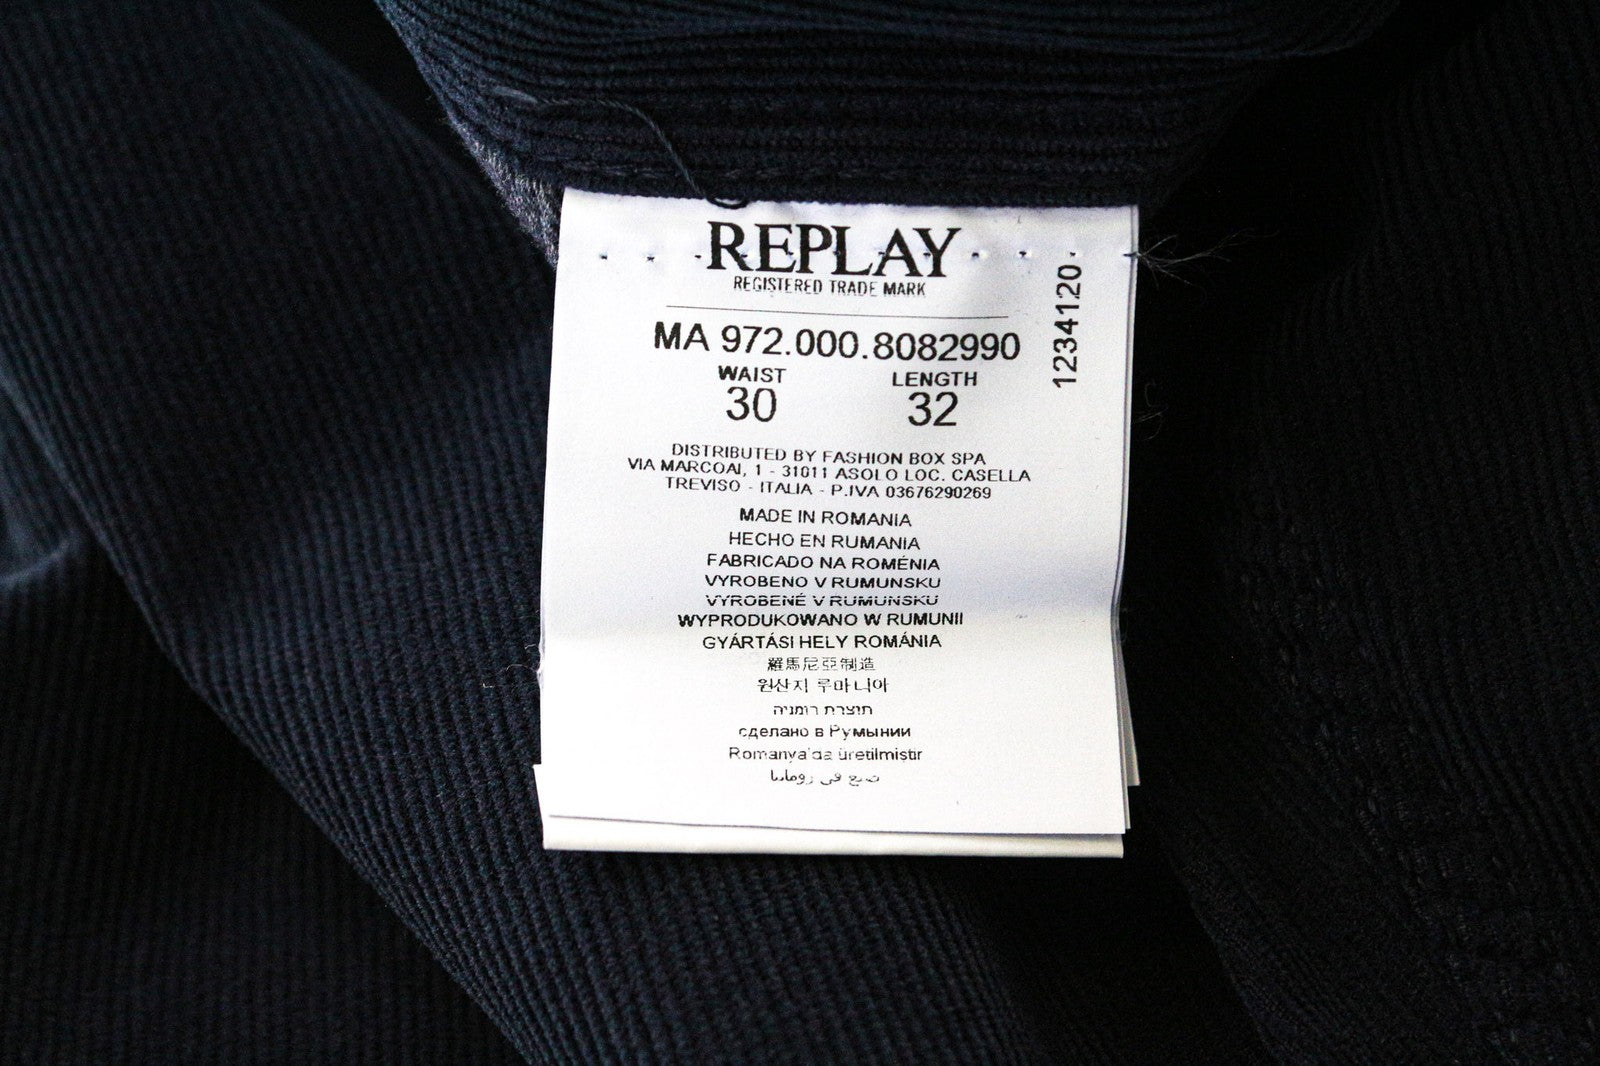 REPLAY
REGISTERED TRADE MARK
MA 972.000.8082990
1234120
WAIST LENGTH
30 32
DISTRIBUTED BY FASHION BOX SPA
VIA MARCOAI, 1 - 31011 ASOLO LOC. CASELLA
TREVISO - ITALIA - P.IVA 03676290269
MADE IN ROMANIA
HECHO EN RUMANIA
FABRICADO NA ROMÉNIA
VYROBENO V RUMUNSKU
VYROBENÉ V RUMUNSKU
WYPRODUKOWANO W RUMUNII
GYÁRTÁSI HELY ROMÁNIA
羅馬尼亞制造
원산지 루마니아
תוצרת רומניה
сделано в Румынии
Romanya'da üretilmiştir
في